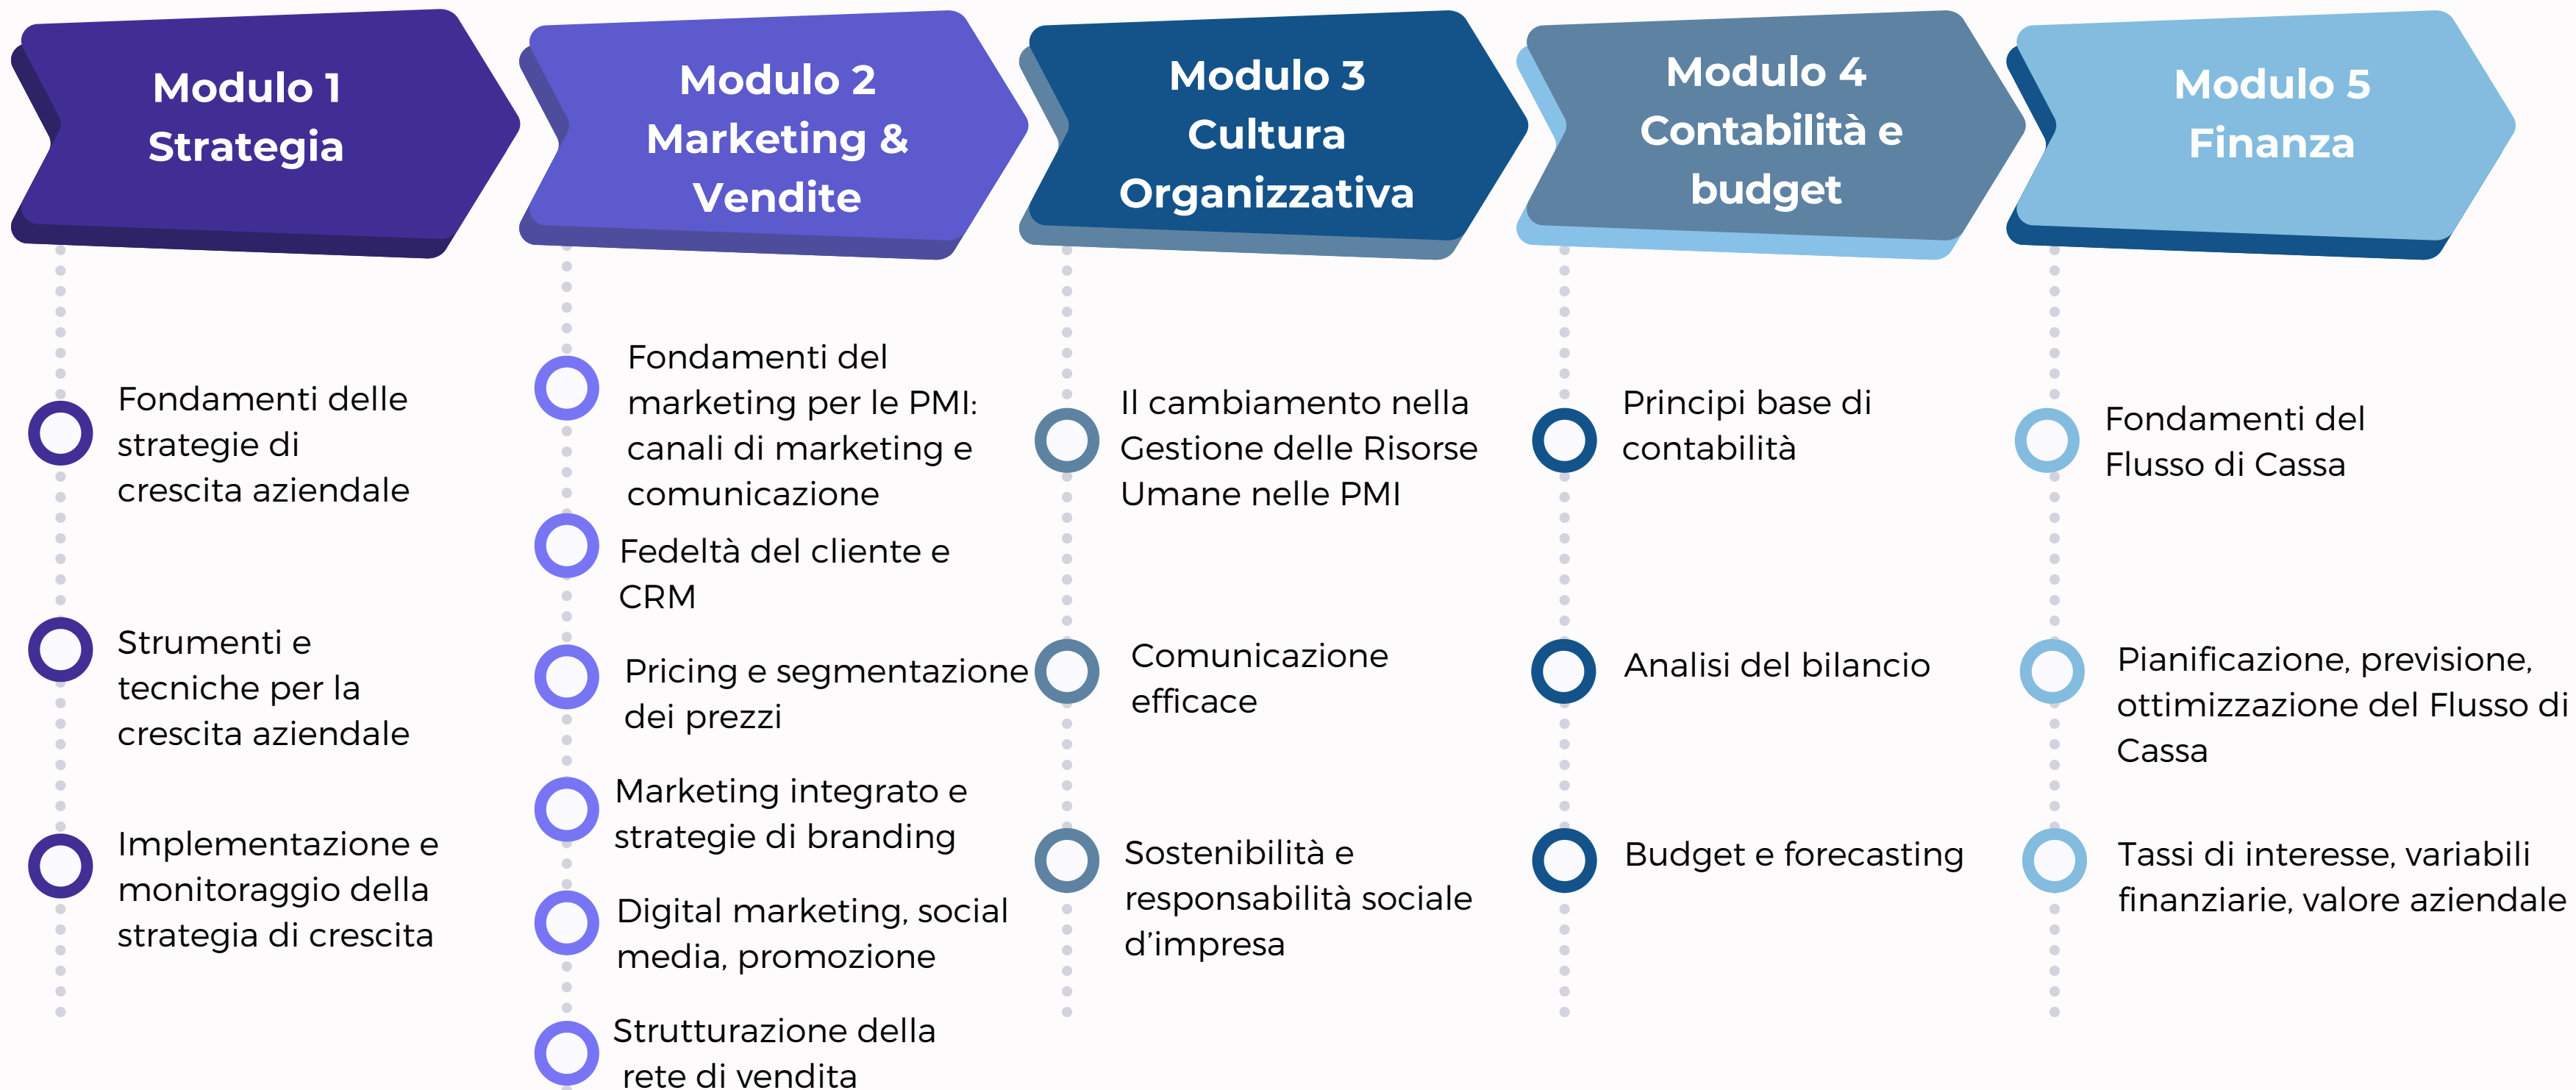 Modulo 1
Strategia
Fondamenti delle
strategie di
crescita aziendale
Strumenti e
tecniche per la
crescita aziendale
Implementazione e
monitoraggio della
strategia di crescita
Modulo 2
Marketing &
Vendite
Fondamenti del
marketing per le PMI:
canali di marketing e
comunicazione
Fedeltà del cliente e
CRM
Pricing e segmentazione
dei prezzi
Marketing integrato e
strategie di branding
Digital marketing, social
media, promozione
Strutturazione della
rete di vendita
Modulo 3
Cultura
Organizzativa
Il cambiamento nella
Gestione delle Risorse
Umane nelle PMI
Comunicazione
efficace
Sostenibilità e
responsabilità sociale
d'impresa
Modulo 4
Contabilità e
budget
Principi base di
contabilità
Analisi del bilancio
Budget e forecasting
Modulo 5
Finanza
Fondamenti del
Flusso di Cassa
Pianificazione, previsione,
ottimizzazione del Flusso di
Cassa
Tassi di interesse, variabili
finanziarie, valore aziendale